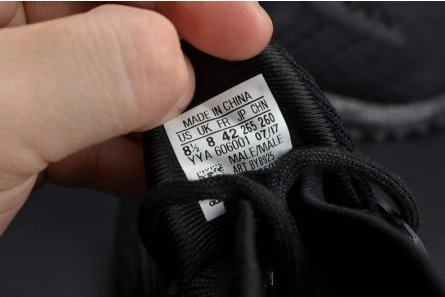 MADE IN CHINA
US UK FR JP CHN
8½ 8 42 265 260
YYA 606001 07/17
MALE/MALE
ART BY8925